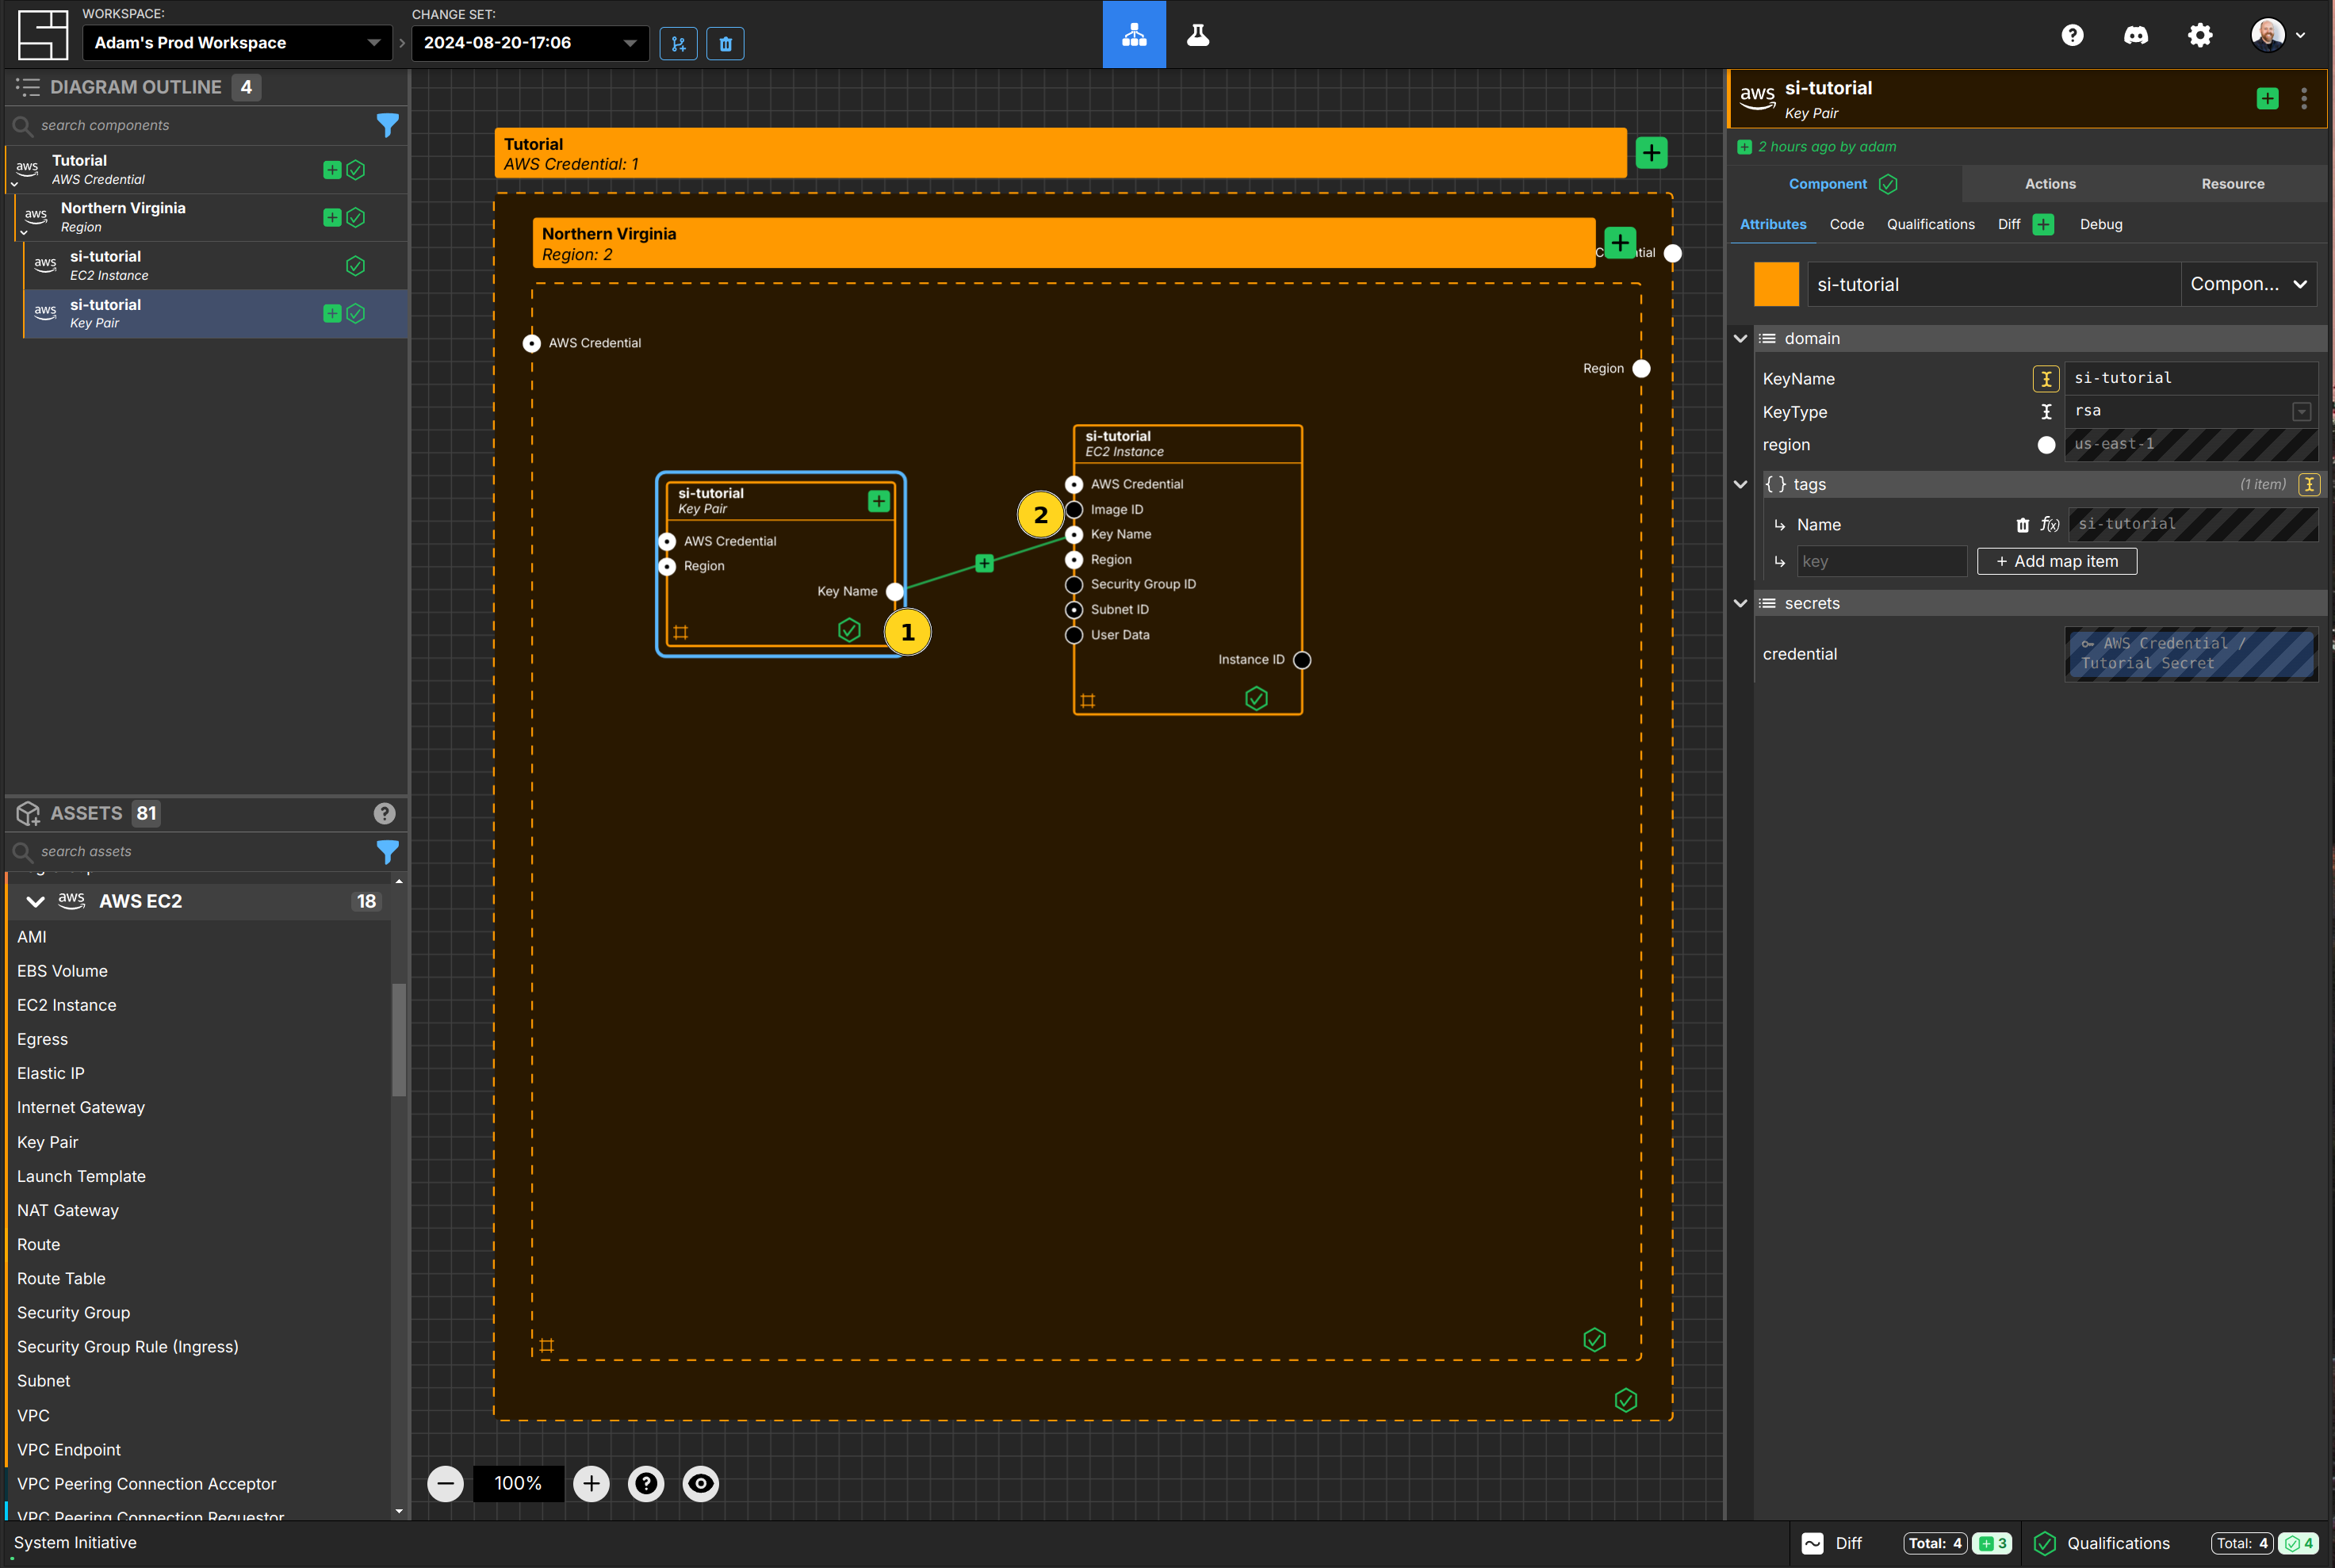 WORKSPACE:
Adam's Prod Workspace
CHANGE SET:
2024-08-20-17:06
DIAGRAM OUTLINE 4
search components
aws
Tutorial
AWS Credential
aws
Northern Virginia
Region
aws
si-tutorial
EC2 Instance
aws
si-tutorial
Key Pair
ASSETS 81
search assets
aws AWS EC2 18
AMI
EBS Volume
EC2 Instance
Egress
Elastic IP
Internet Gateway
Key Pair
Launch Template
NAT Gateway
Route
Route Table
Security Group
Security Group Rule (Ingress)
Subnet
VPC
VPC Endpoint
VPC Peering Connection Acceptor
VPC Peering Connection Requestor
Tutorial
AWS Credential: 1
Northern Virginia
Region: 2
AWS Credential
Region
si-tutorial
Key Pair
AWS Credential
Region
Key Name
1
2
si-tutorial
EC2 Instance
AWS Credential
Image ID
Key Name
Region
Security Group ID
Subnet ID
User Data
Instance ID
100%
aws
si-tutorial
Key Pair
2 hours ago by adam
Component
Actions
Resource
Attributes
Code
Qualifications
Diff
Debug
si-tutorial
Compon...
domain
KeyName
si-tutorial
KeyType
rsa
region
us-east-1
{ } tags
(1 item)
Name
f(x)
si-tutorial
key
+ Add map item
secrets
credential
AWS Credential /
Tutorial Secret
System Initiative
Diff
Total: 4
3
Qualifications
Total: 4
4